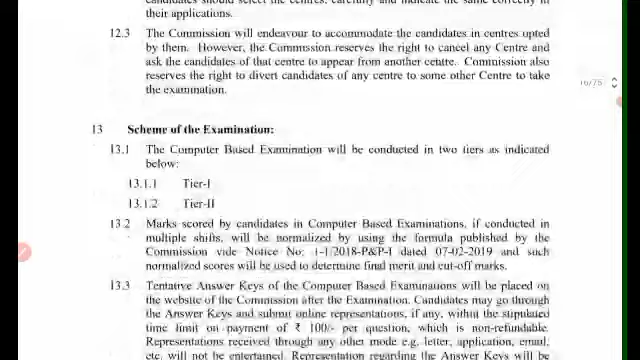 candidates should select the centres, carefully and indicate the same correctly in
their applications.
12.3 The Commission will endeavour to accommodate the candidates in centres opted
by them. However, the Commission reserves the right to cancel any Centre and
ask the candidates of that centre to appear from another centre. Commission also
reserves the right to divert candidates of any centre to some other Centre to take
the examination.
16/75
13 Scheme of the Examination:
13.1 The Computer Based Examination will be conducted in two tiers as indicated
below:
13.1.1 Tier-I
13.1.2 Tier-II
13.2 Marks scored by candidates in Computer Based Examinations, if conducted in
multiple shifts, will be normalized by using the formula published by the
Commission vide Notice No: 1-1/2018-P&P-I dated 07-02-2019 and such
normalized scores will be used to determine final merit and cut-off marks.
13.3 Tentative Answer Keys of the Computer Based Examinations will be placed on
the website of the Commission after the Examination. Candidates may go through
the Answer Keys and submit online representations, if any, within the stipulated
time limit on payment of ₹ 100/- per question, which is non-refundable.
Representations received through any other mode e.g. letter, application, email,
etc. will not be entertained. Representation regarding the Answer Keys will be